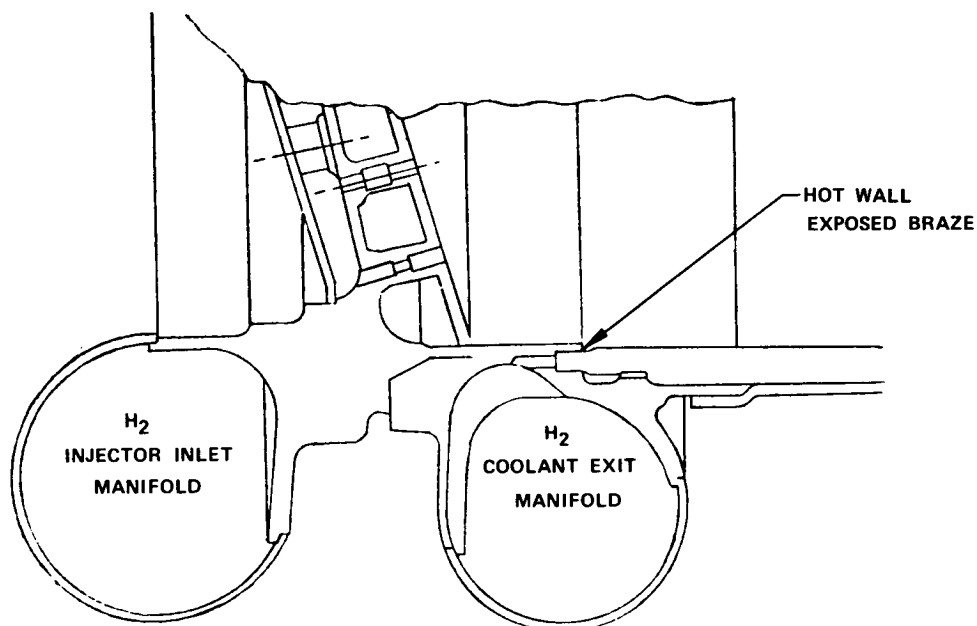 HOT WALL
EXPOSED BRAZE
H2
INJECTOR INLET
MANIFOLD
H2
COOLANT EXIT
MANIFOLD